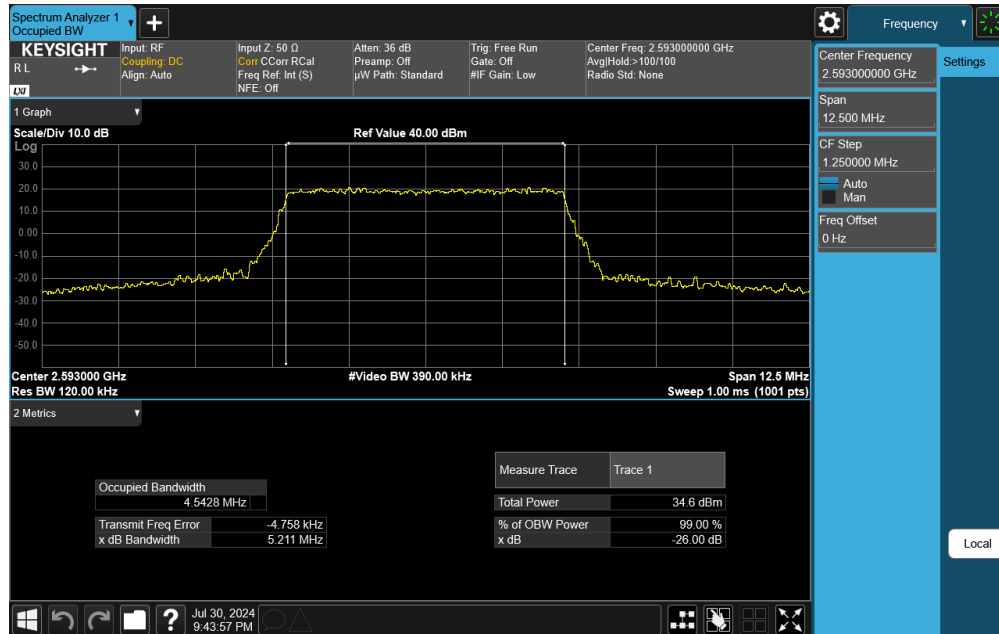 Spectrum Analyzer 1
Occupied BW
+
Frequency
KEYSIGHT
R L
LXI
Input: RF
Coupling: DC
Align: Auto
Input Z: 50 Ω
Corr CCorr RCal
Freq Ref: Int (S)
NFE: Off
Atten: 36 dB
Preamp: Off
µW Path: Standard
Trig: Free Run
Gate: Off
#IF Gain: Low
Center Freq: 2.593000000 GHz
Avg|Hold:>100/100
Radio Std: None
Center Frequency
2.593000000 GHz
Settings
Span
12.500 MHz
CF Step
1.250000 MHz
Auto
Man
Freq Offset
0 Hz
Local
1 Graph
Scale/Div 10.0 dB
Ref Value 40.00 dBm
Log
30.0
20.0
10.0
0.00
-10.0
-20.0
-30.0
-40.0
-50.0
Center 2.593000 GHz
#Video BW 390.00 kHz
Span 12.5 MHz
Res BW 120.00 kHz
Sweep 1.00 ms (1001 pts)
2 Metrics
Occupied Bandwidth
4.5428 MHz
Transmit Freq Error -4.758 kHz
x dB Bandwidth 5.211 MHz
Measure Trace Trace 1
Total Power 34.6 dBm
% of OBW Power 99.00 %
x dB -26.00 dB
?
Jul 30, 2024
9:43:57 PM